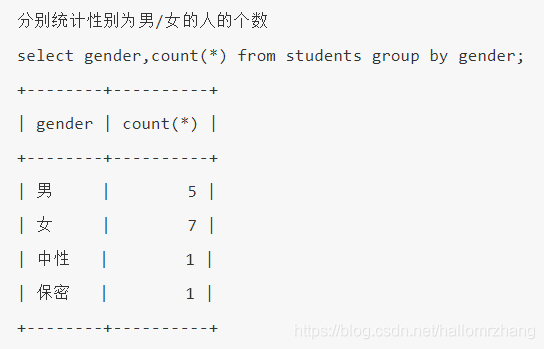 分别统计性别为男/女的人的个数
select gender,count(*) from students group by gender;
+--------+----------+
| gender | count(*) |
+--------+----------+
| 男     |        5 |
| 女     |        7 |
| 中性   |        1 |
| 保密   |        1 |
+--------+----------+
https://blog.csdn.net/hallomrzhang